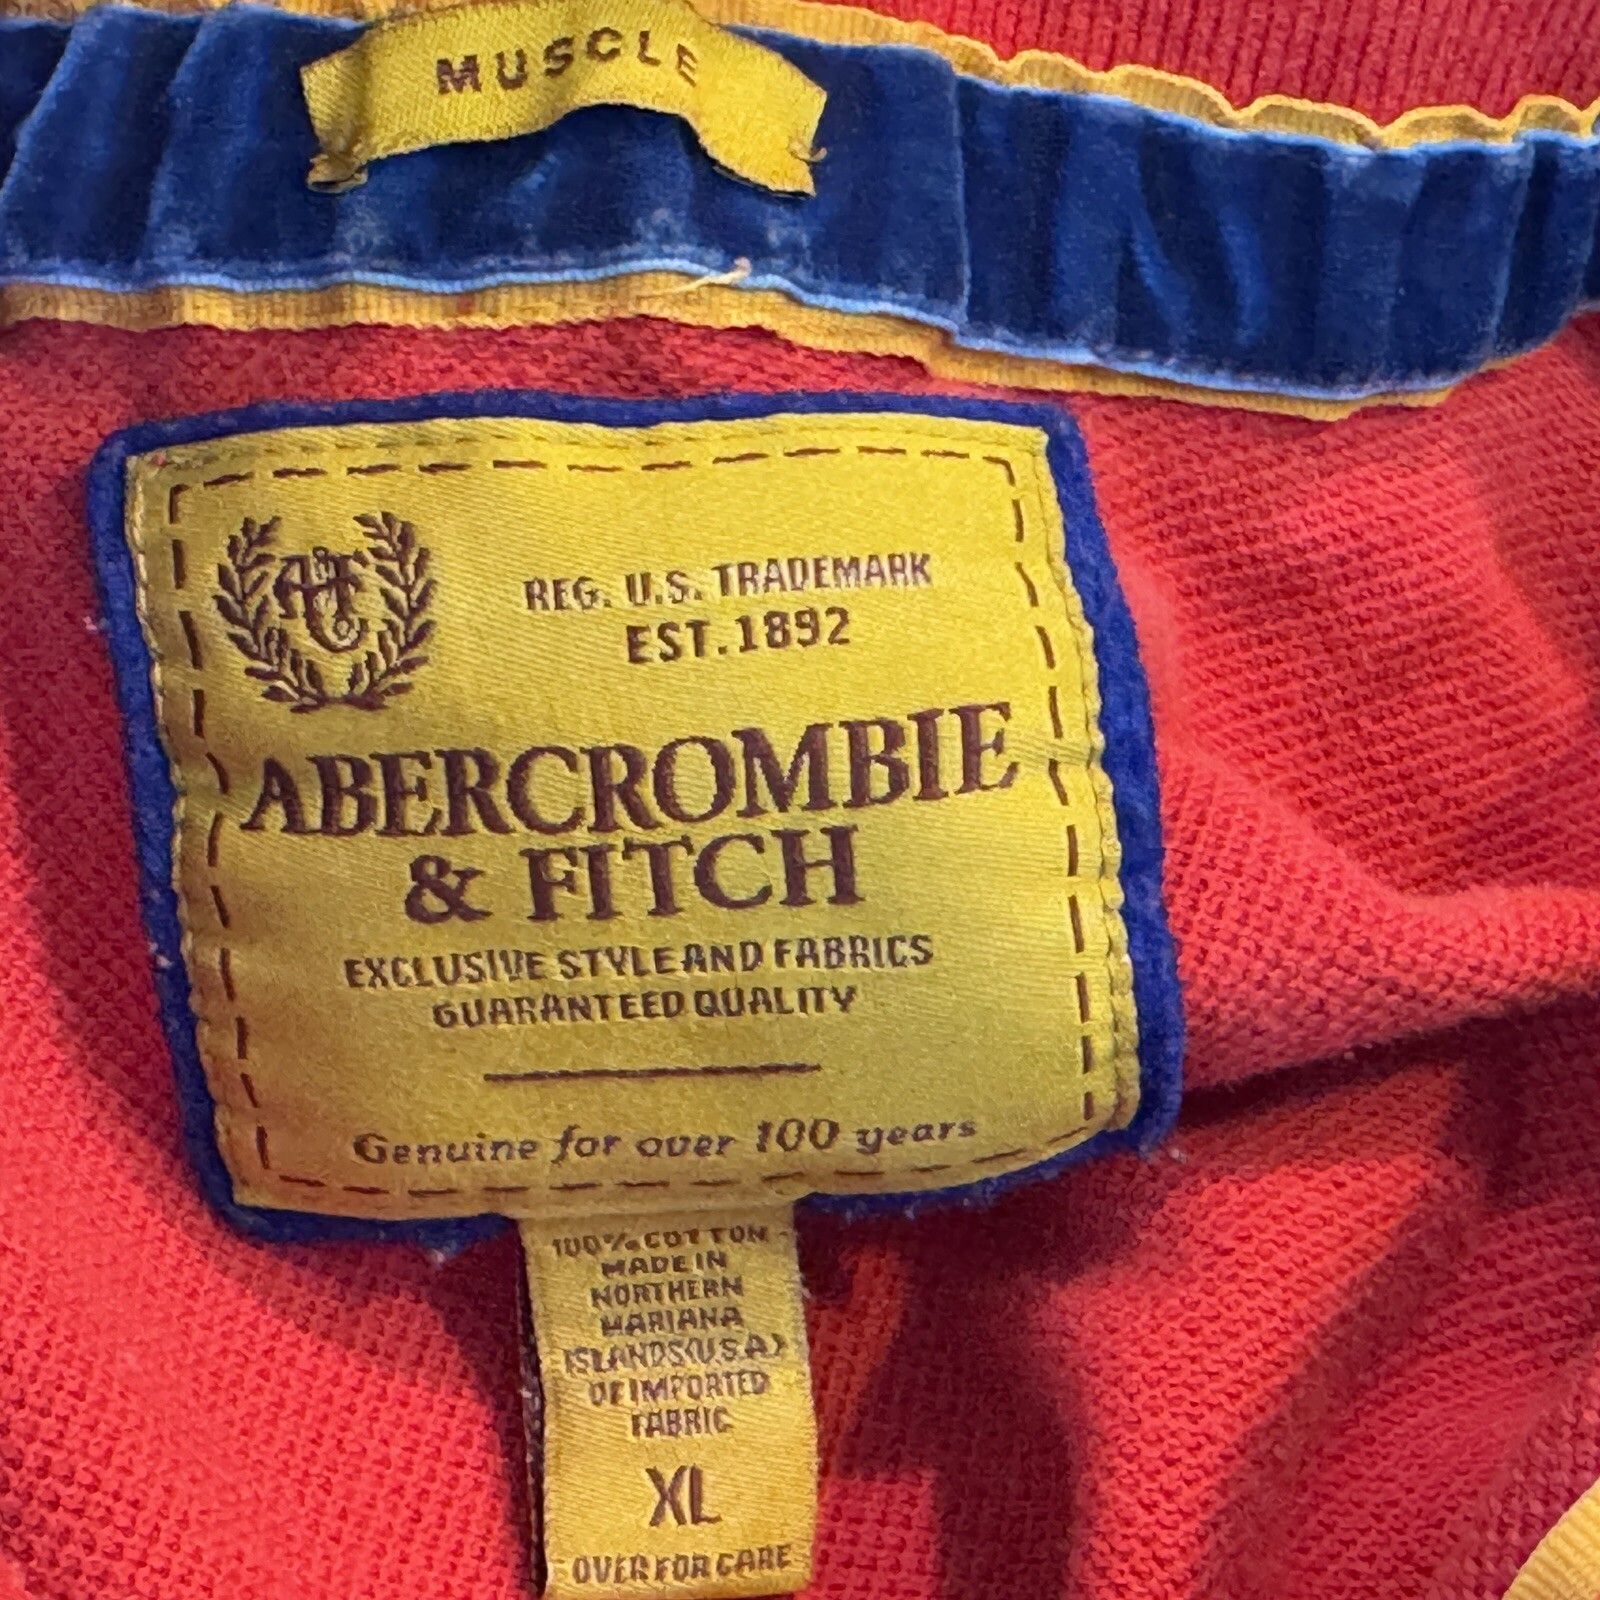 MUSCLE
A&F Co
REG. U.S. TRADEMARK
EST. 1892
ABERCROMBIE
& FITCH
EXCLUSIVE STYLE AND FABRICS
GUARANTEED QUALITY
Genuine for over 100 years
100% COTTON
MADE IN
NORTHERN
MARIANA
ISLANDS(U.S.A)
OF IMPORTED
FABRIC
XL
OVER FOR CARE